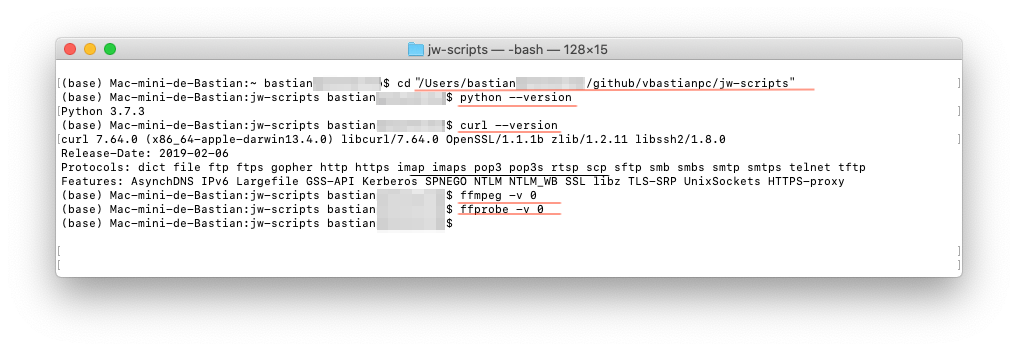 jw-scripts — -bash — 128×15
(base) Mac-mini-de-Bastian:~ bastian $ cd "/Users/bastian /github/vbastianpc/jw-scripts"
(base) Mac-mini-de-Bastian:jw-scripts bastian $ python --version
Python 3.7.3
(base) Mac-mini-de-Bastian:jw-scripts bastian $ curl --version
curl 7.64.0 (x86_64-apple-darwin13.4.0) libcurl/7.64.0 OpenSSL/1.1.1b zlib/1.2.11 libssh2/1.8.0
Release-Date: 2019-02-06
Protocols: dict file ftp ftps gopher http https imap imaps pop3 pop3s rtsp scp sftp smb smbs smtp smtps telnet tftp
Features: AsynchDNS IPv6 Largefile GSS-API Kerberos SPNEGO NTLM NTLM_WB SSL libz TLS-SRP UnixSockets HTTPS-proxy
(base) Mac-mini-de-Bastian:jw-scripts bastian $ ffmpeg -v 0
(base) Mac-mini-de-Bastian:jw-scripts bastian $ ffprobe -v 0
(base) Mac-mini-de-Bastian:jw-scripts bastian $